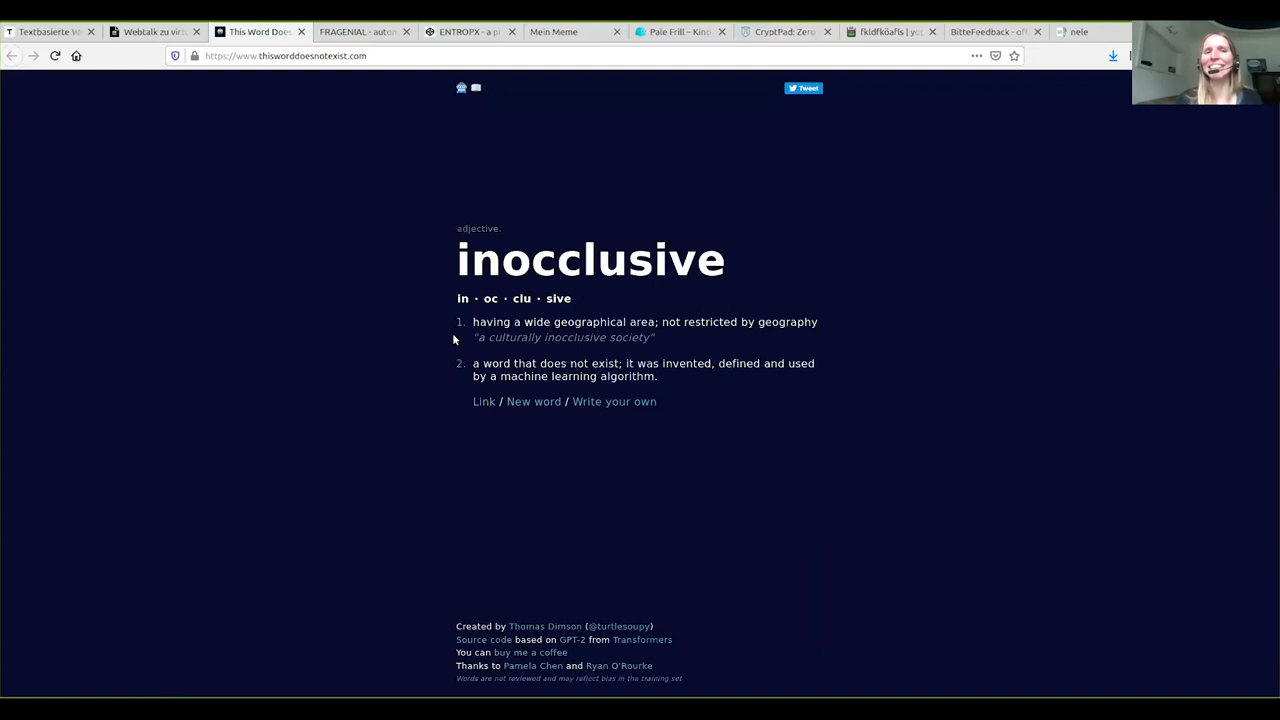 Textbasierte W
Webtalk zu virtu
This Word Does
FRAGENIAL - auton
ENTROPX - a p
Mein Meme
Pale Frill – Kino
CryptPad: Zero
fkldfköafls | yo
BitteFeedback - off
nele
https://www.thisworddoesnotexist.com
Tweet
adjective.
inocclusive
in · oc · clu · sive
1. having a wide geographical area; not restricted by geography
"a culturally inocclusive society"
2. a word that does not exist; it was invented, defined and used
by a machine learning algorithm.
Link / New word / Write your own
Created by Thomas Dimson (@turtlesoupy)
Source code based on GPT-2 from Transformers
You can buy me a coffee
Thanks to Pamela Chen and Ryan O'Rourke
Words are not reviewed and may reflect bias in the training set